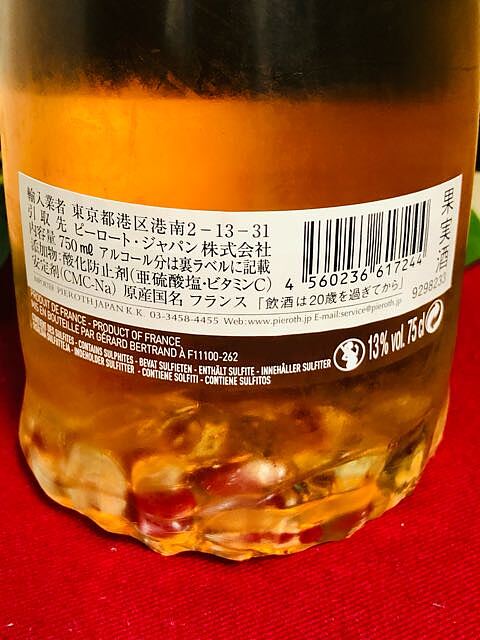 輸入業者 東京都港区港南2-13-31
引取先 ピーロート・ジャパン株式会社
内容量 750㎖ アルコール分は裏ラベルに記載
添加物:酸化防止剤(亜硫酸塩・ビタミンC)
安定剤(CMC-Na) 原産国名 フランス「飲酒は20歳を過ぎてから」
IMPORTER PIEROTH JAPAN K.K. 03-3458-4455 Web:www.pieroth.jp E-mail:service@pieroth.jp
4 560236 617244
果実酒
9298233
PRODUIT DE FRANCE - PRODUCT OF FRANCE
MIS EN BOUTEILLE PAR GÉRARD BERTRAND À F11100-262
SULFITES - CONTAINS SULPHITES - BEVAT SULFIETEN - ENTHÄLT SULFITE - INNEHÅLLER SULFITER
SULFITEJA - INDEHOLDER SULFITTER - CONTIENE SOLFITI - CONTIENE SULFITOS
13% vol. 75 cl